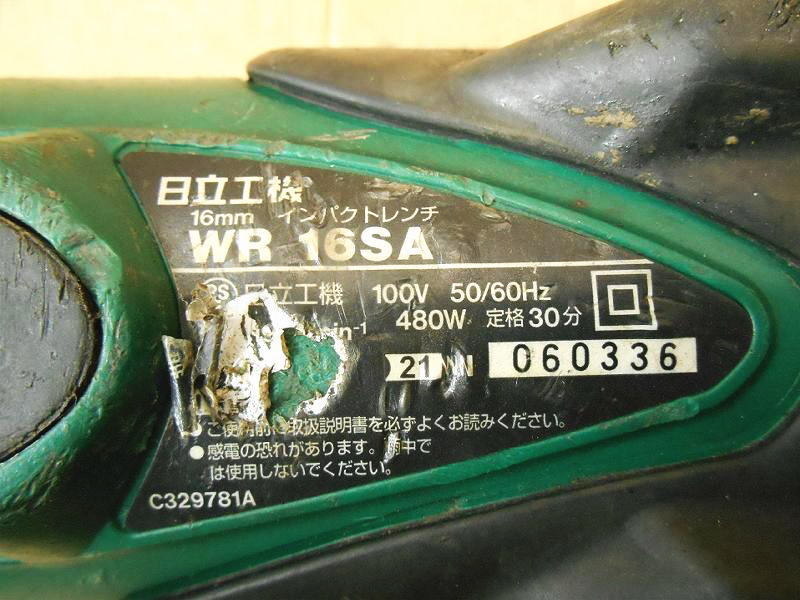 日立工機
16mm インパクトレンチ
WR 16SA
PS 日立工機 100V 50/60Hz
min⁻¹ 480W 定格30分
21 N 060336
ご使用前に取扱説明書を必ずよくお読みください。
●感電の恐れがあります。雨中で
は使用しないでください。
C329781A